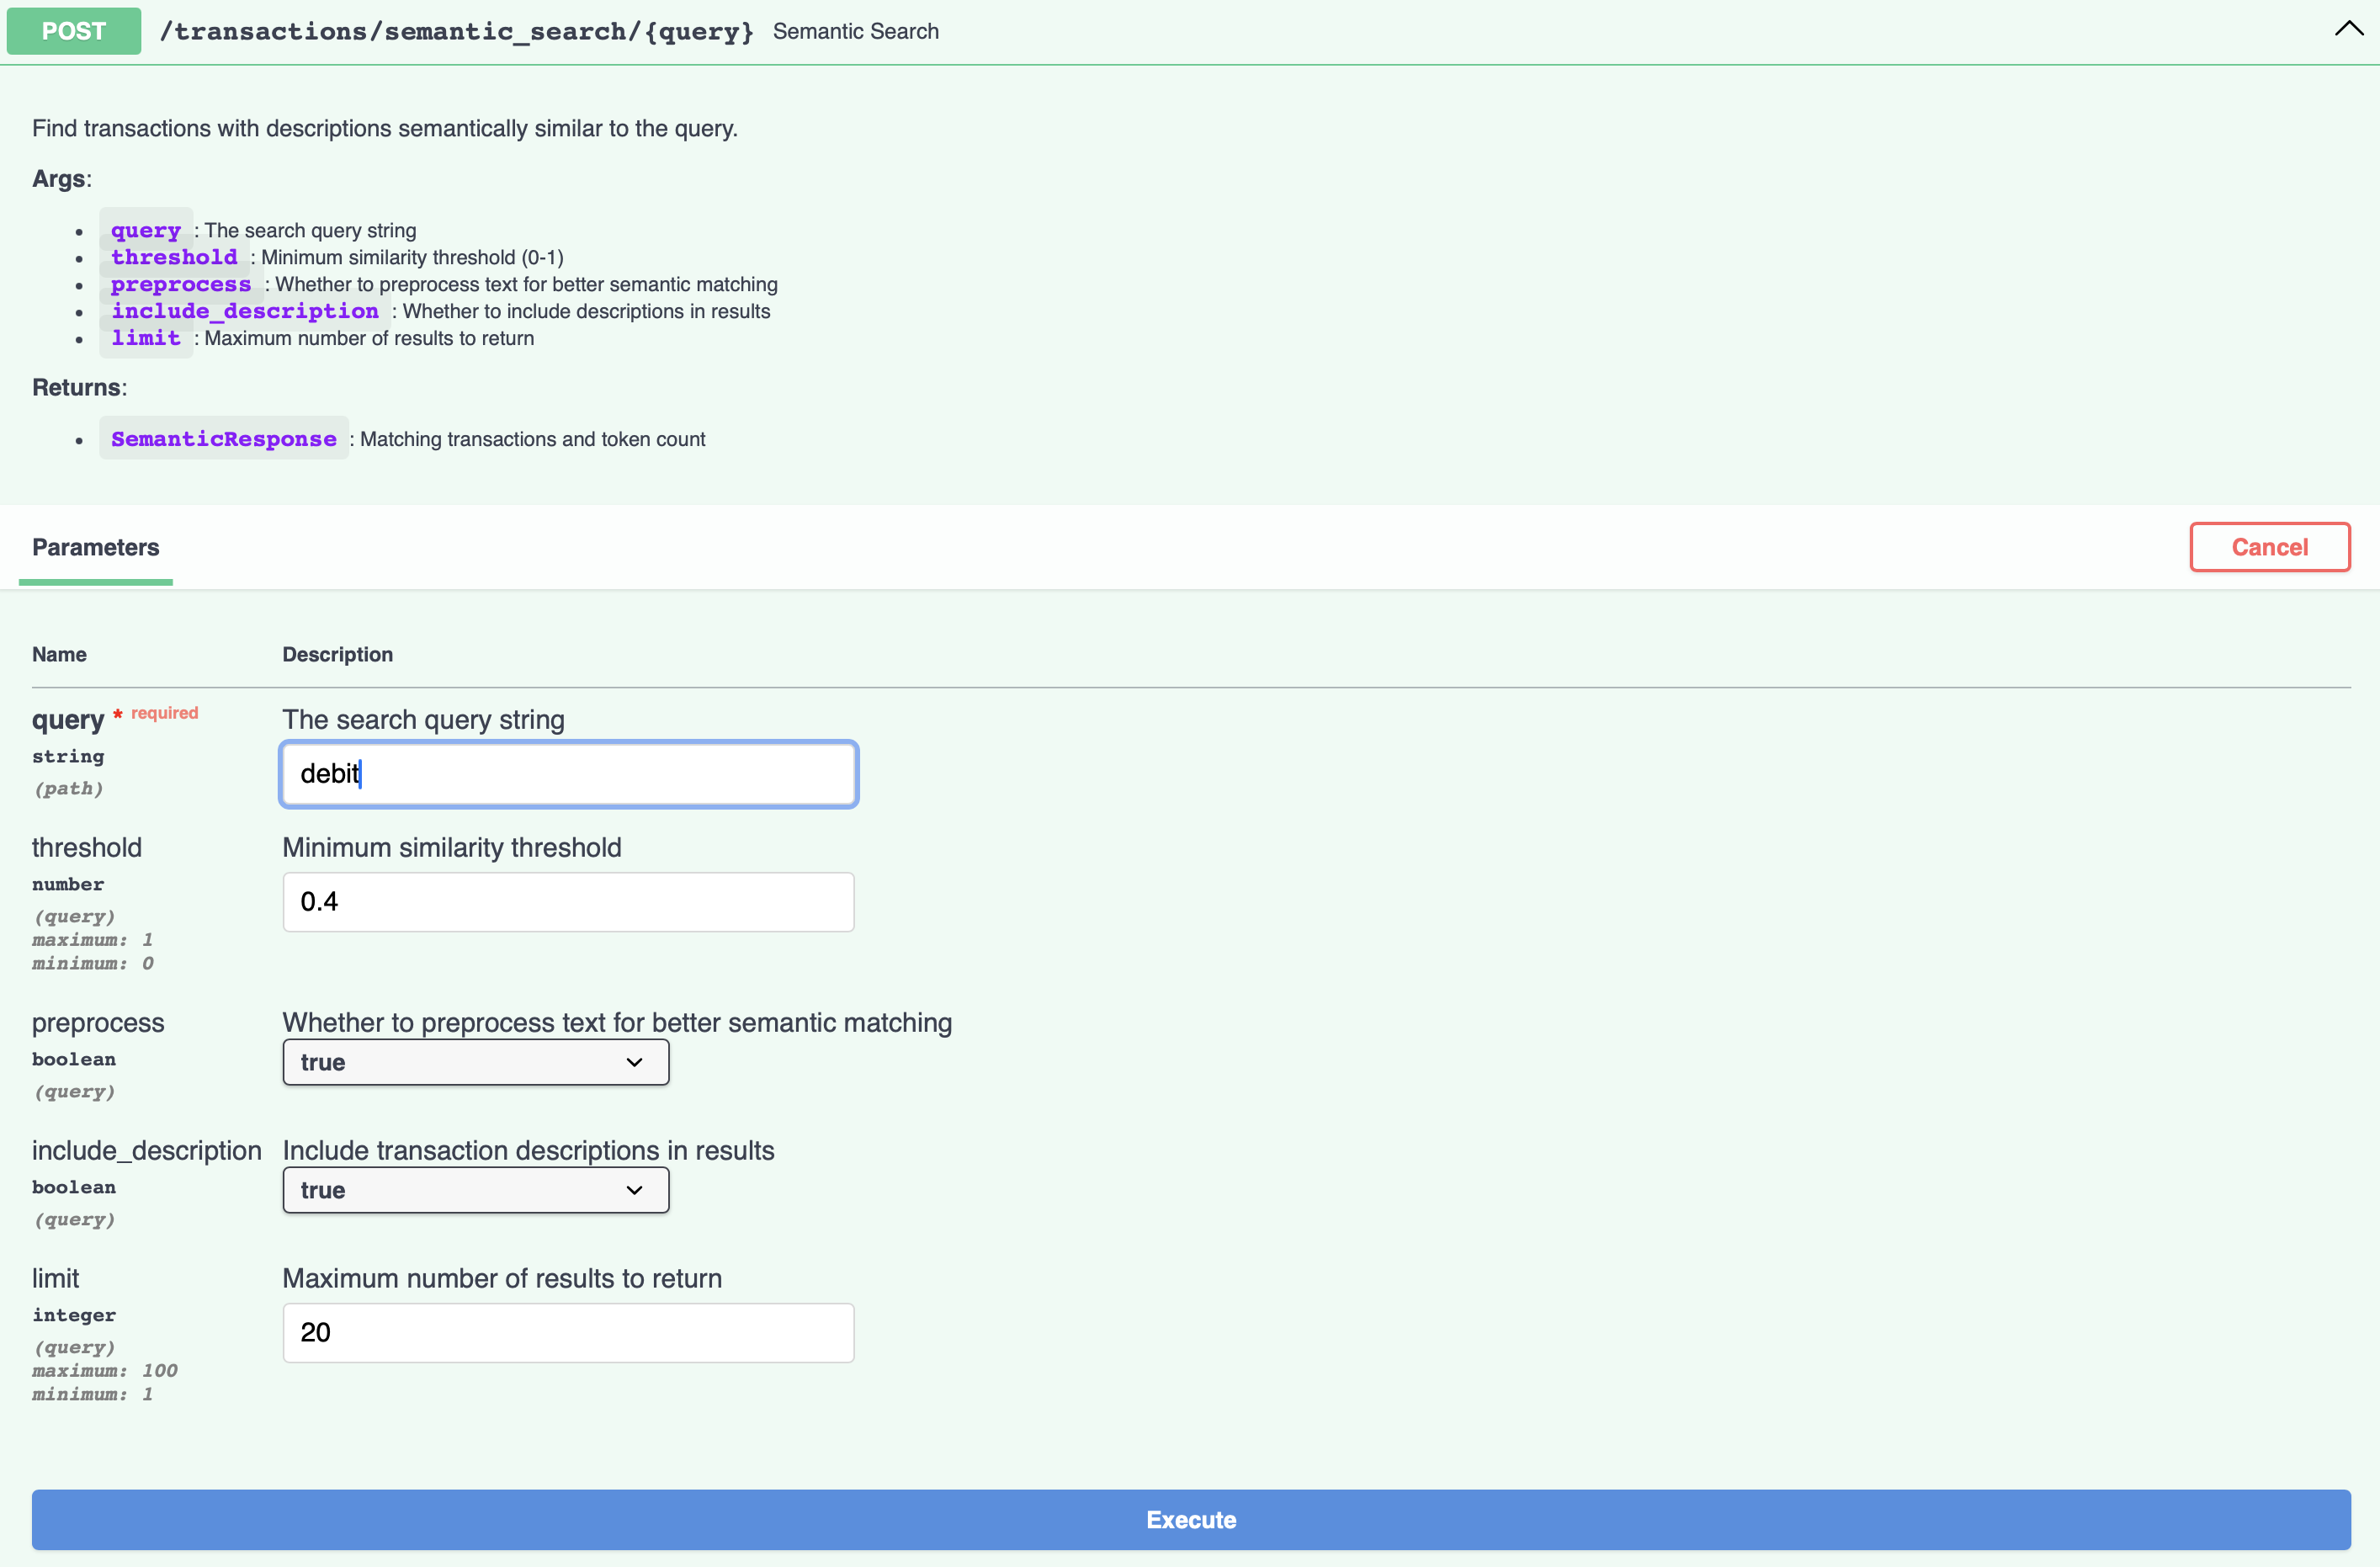 POST /transactions/semantic_search/{query} Semantic Search
Find transactions with descriptions semantically similar to the query.
Args:
query : The search query string
threshold : Minimum similarity threshold (0-1)
preprocess : Whether to preprocess text for better semantic matching
include_description : Whether to include descriptions in results
limit : Maximum number of results to return
Returns:
SemanticResponse : Matching transactions and token count
Parameters
Cancel
Name Description
query * required
string
(path)
The search query string
debit
threshold
number
(query)
maximum: 1
minimum: 0
Minimum similarity threshold
0.4
preprocess
boolean
(query)
Whether to preprocess text for better semantic matching
true
include_description
boolean
(query)
Include transaction descriptions in results
true
limit
integer
(query)
maximum: 100
minimum: 1
Maximum number of results to return
20
Execute